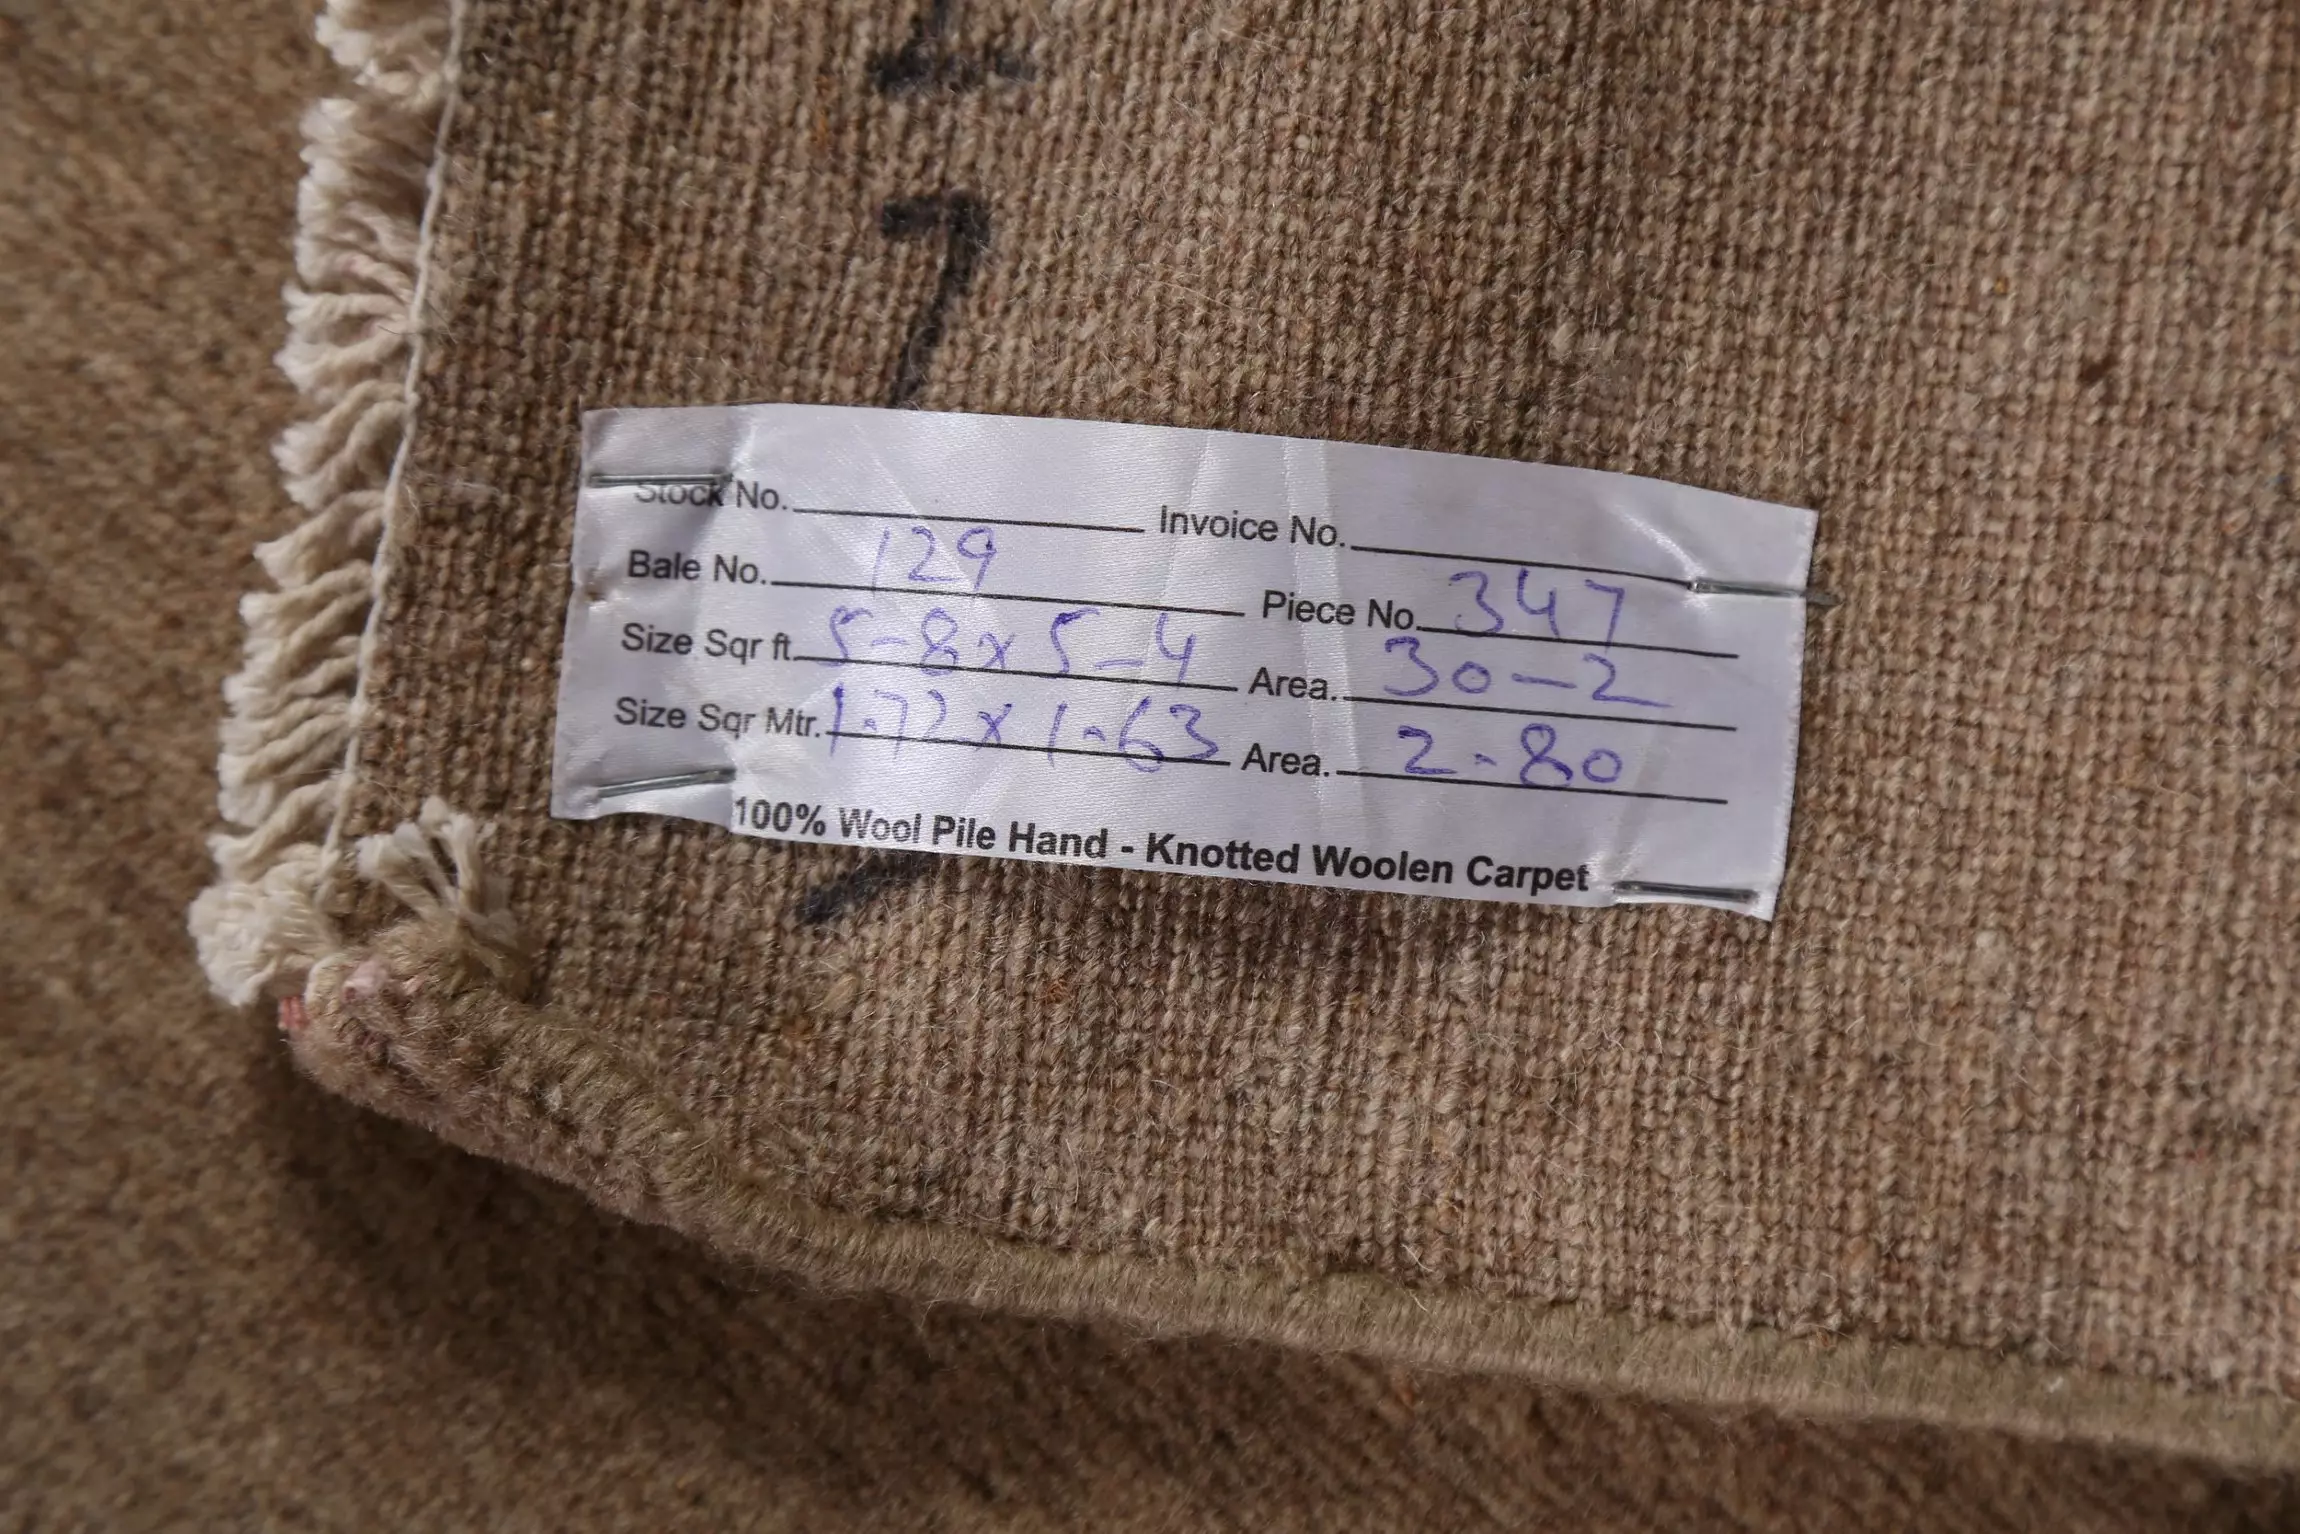 Stock No. Invoice No.
Bale No. 129 Piece No. 347
Size Sqr ft. 5-8x5-4 Area. 30-2
Size Sqr Mtr. 1.72x1.63 Area. 2-80
100% Wool Pile Hand - Knotted Woolen Carpet